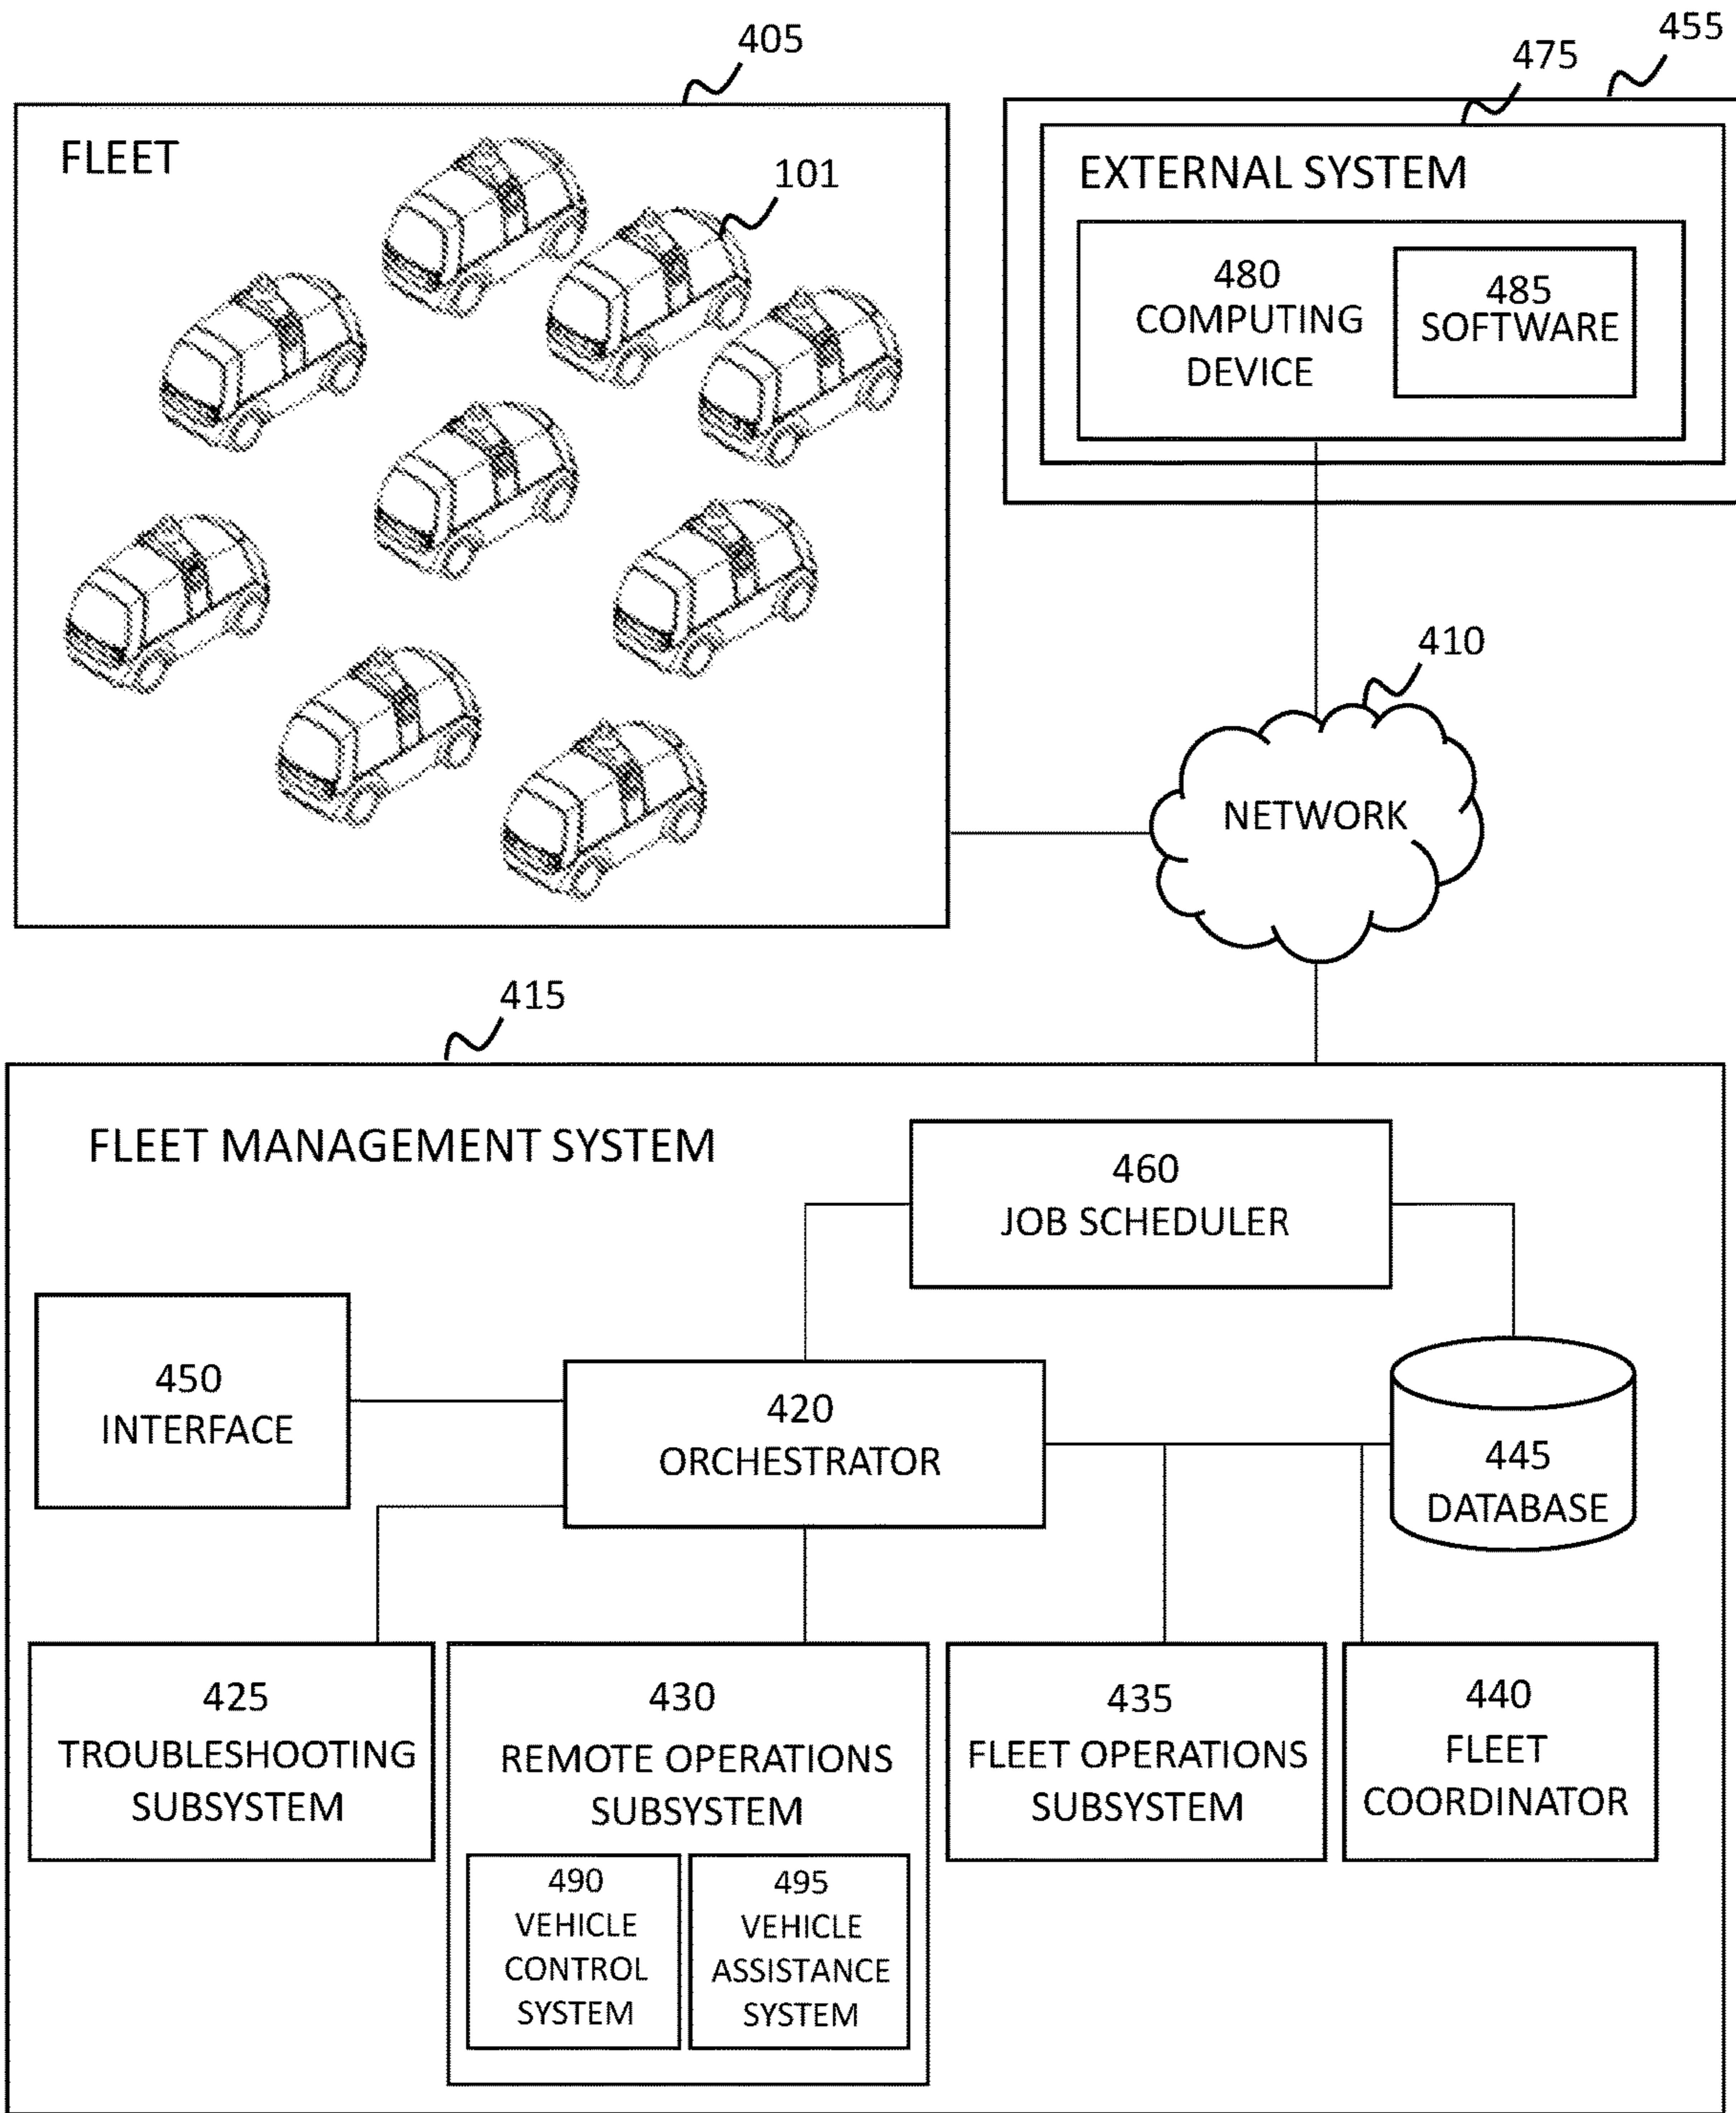 405
455
475
FLEET
101
EXTERNAL SYSTEM
480
COMPUTING
DEVICE
485
SOFTWARE
410
NETWORK
415
FLEET MANAGEMENT SYSTEM
460
JOB SCHEDULER
450
INTERFACE
420
ORCHESTRATOR
445
DATABASE
425
TROUBLESHOOTING
SUBSYSTEM
430
REMOTE OPERATIONS
SUBSYSTEM
490
VEHICLE
CONTROL
SYSTEM
495
VEHICLE
ASSISTANCE
SYSTEM
435
FLEET OPERATIONS
SUBSYSTEM
440
FLEET
COORDINATOR